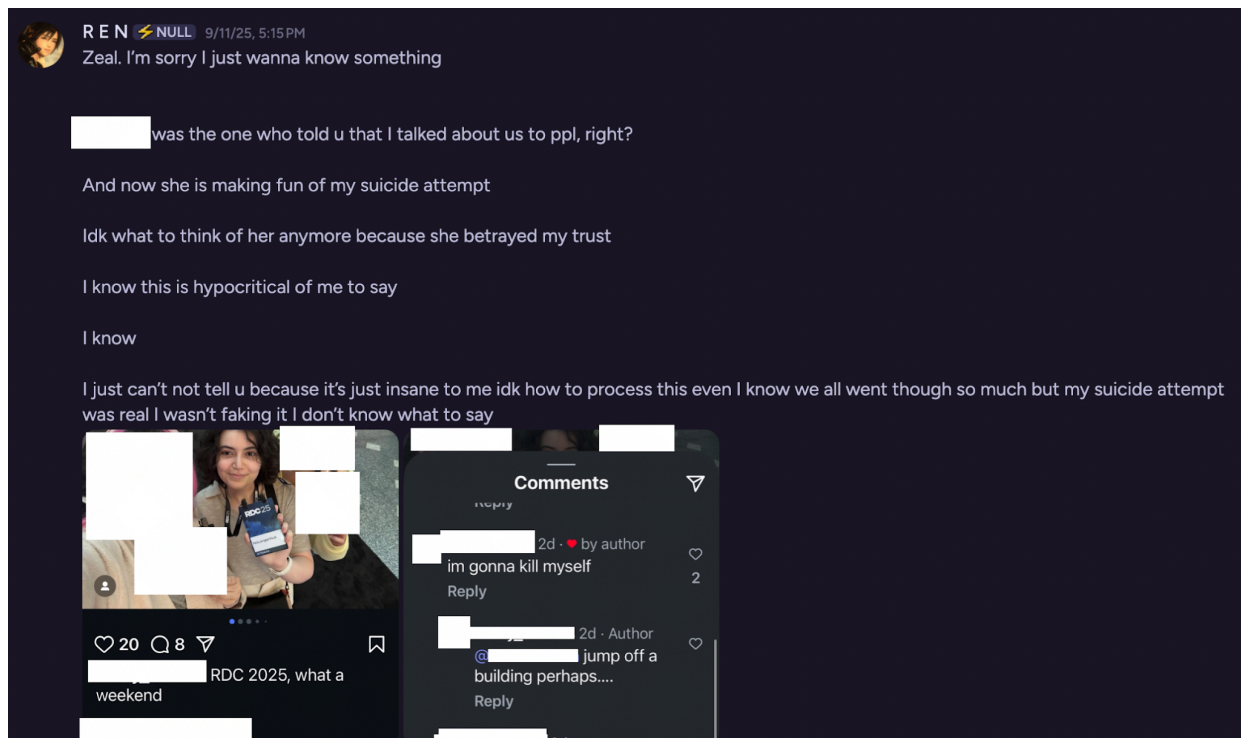 R E N ⚡NULL 9/11/25, 5:15 PM
Zeal. I'm sorry I just wanna know something
was the one who told u that I talked about us to ppl, right?
And now she is making fun of my suicide attempt
Idk what to think of her anymore because she betrayed my trust
I know this is hypocritical of me to say
I know
I just can't not tell u because it's just insane to me idk how to process this even I know we all went though so much but my suicide attempt
was real I wasn't faking it I don't know what to say
RDC25
20 8
RDC 2025, what a
weekend
Comments
Reply
2d · ♥ by author
im gonna kill myself
2
Reply
2d · Author
@ jump off a
building perhaps....
Reply